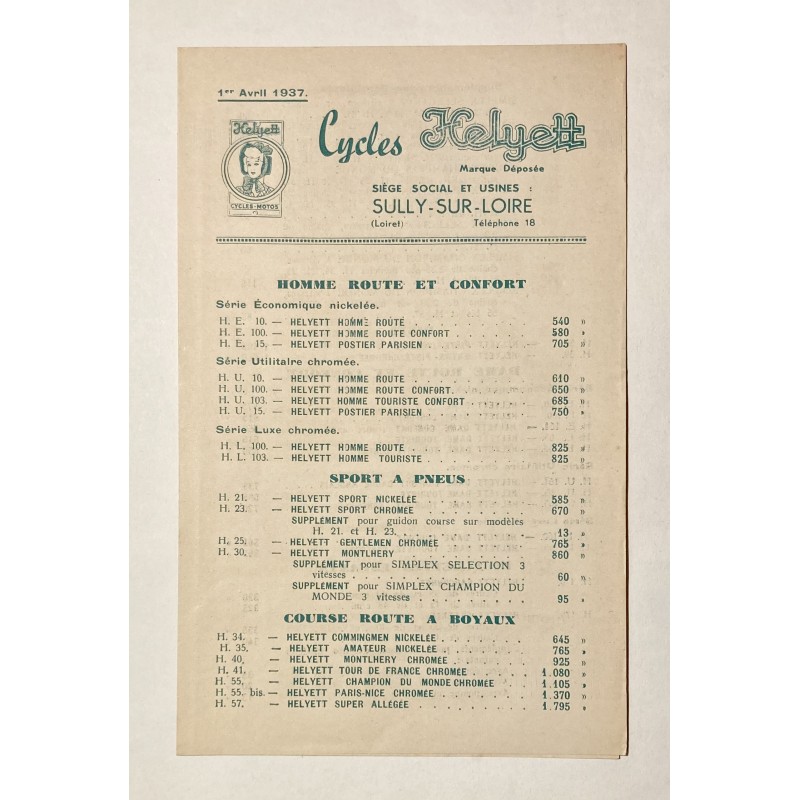 1er Avril 1937.
Helyett
CYCLES-MOTOS
Cycles Helyett
Marque Déposée
SIÈGE SOCIAL ET USINES :
SULLY-SUR-LOIRE
(Loiret) Téléphone 18
HOMME ROUTE ET CONFORT
Série Économique nickelée.
H. E. 10. — HELYETT HOMME ROUTE . . . . . . . . . 540 »
H. E. 100. — HELYETT HOMME ROUTE CONFORT . . . . . . 580 »
H. E. 15. — HELYETT POSTIER PARISIEN . . . . . . . . 705 »
Série Utilitaire chromée.
H. U. 10. — HELYETT HOMME ROUTE . . . . . . . . . 610 »
H. U. 100. — HELYETT HOMME ROUTE CONFORT. . . . . . 650 »
H. U. 103. — HELYETT HOMME TOURISTE CONFORT . . . . . 685 »
H. U. 15. — HELYETT POSTIER PARISIEN . . . . . . . . 750 »
Série Luxe chromée.
H. L. 100. — HELYETT HOMME ROUTE . . . . . . . . . 825 »
H. L. 103. — HELYETT HOMME TOURISTE . . . . . . . . 825 »
SPORT A PNEUS
H. 21. — HELYETT SPORT NICKELÉE . . . . . . . . 585 »
H. 23. — HELYETT SPORT CHROMÉE . . . . . . . . 670 »
SUPPLÉMENT pour guidon course sur modèles
H. 21. et H. 23. . . . . . . . . . . 13 »
H. 25. — HELYETT GENTLEMEN CHROMÉE . . . . . . . 765 »
H. 30. — HELYETT MONTLHERY . . . . . . . . . . 860 »
SUPPLÉMENT pour SIMPLEX SELECTION 3
vitesses . . . . . . . . . . . . . 60 »
SUPPLÉMENT pour SIMPLEX CHAMPION DU
MONDE 3 vitesses. . . . . . . . . . 95 »
COURSE ROUTE A BOYAUX
H. 34. — HELYETT COMMINGMEN NICKELÉE . . . . . . 645 »
H. 35. — HELYETT AMATEUR NICKELÉE . . . . . . . 765 »
H. 40. — HELYETT MONTLHERY CHROMÉE . . . . . . 925 »
H. 41. — HELYETT TOUR DE FRANCE CHROMÉE . . . . . 1.080 »
H. 55. — HELYETT CHAMPION DU MONDE CHROMÉE . . . 1.105 »
H. 55. bis. — HELYETT PARIS-NICE CHROMÉE . . . . . . . 1.370 »
H. 57. — HELYETT SUPER ALLÉGÉE . . . . . . . . 1.795 »